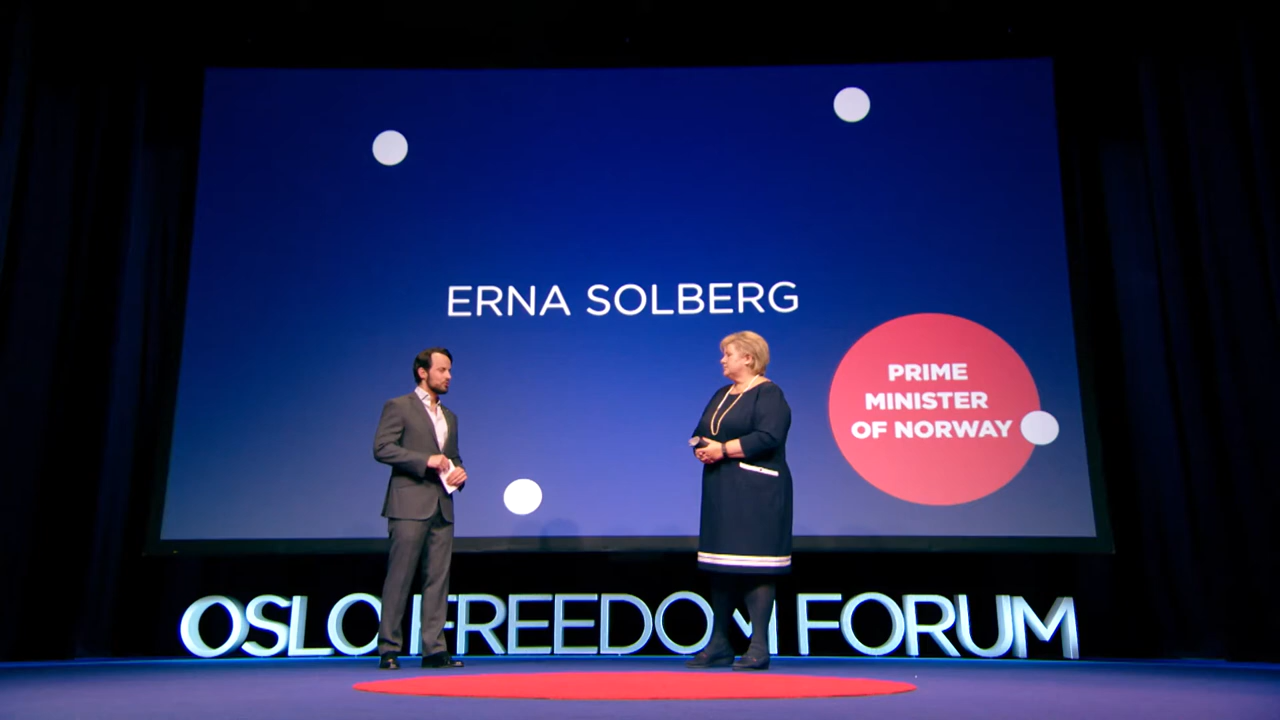 ERNA SOLBERG
PRIME
MINISTER
OF NORWAY
OSLO FREEDOM FORUM